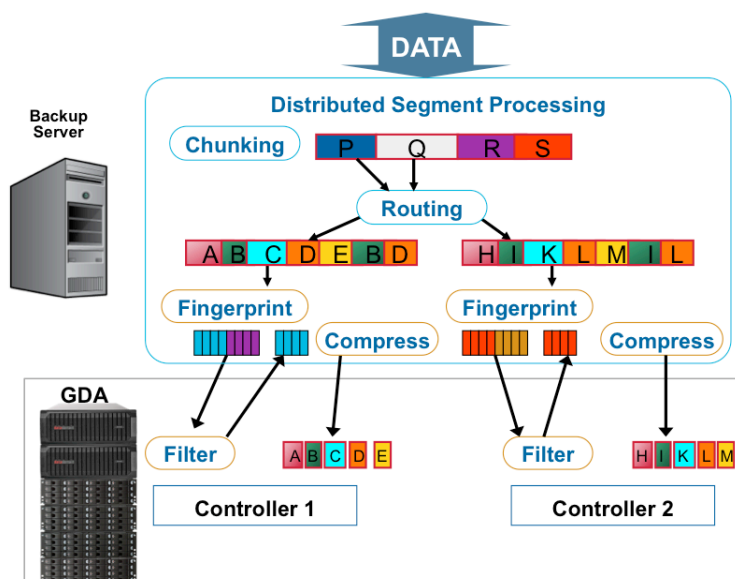 DATA
Distributed Segment Processing
Backup
Server
Chunking
P Q R S
Routing
A B C D E B D
H I K L M I L
Fingerprint
Fingerprint
Compress
Compress
GDA
Filter
A B C D E
Filter
H I K L M
Controller 1
Controller 2